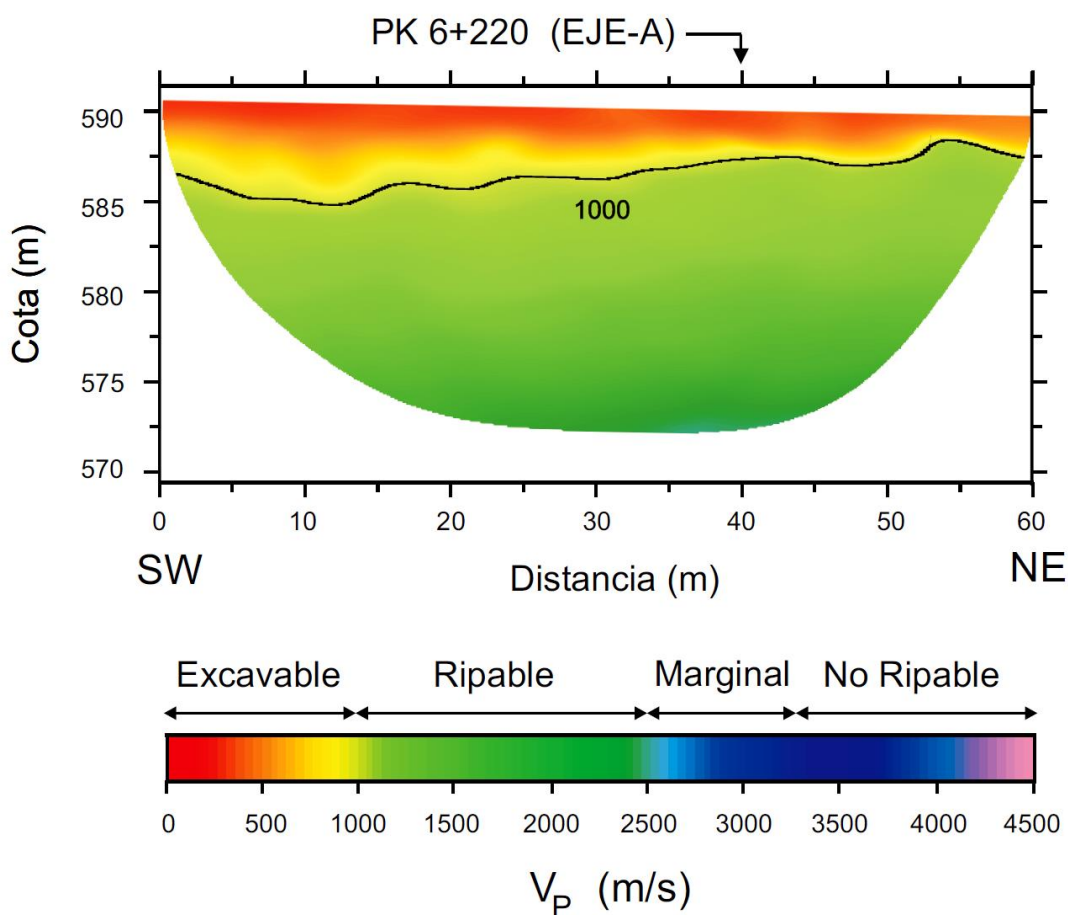 PK 6+220 (EJE-A)
590
585
580
575
570
Cota (m)
1000
0 10 20 30 40 50 60
SW NE
Distancia (m)
Excavable Ripable Marginal No Ripable
0 500 1000 1500 2000 2500 3000 3500 4000 4500
VP (m/s)